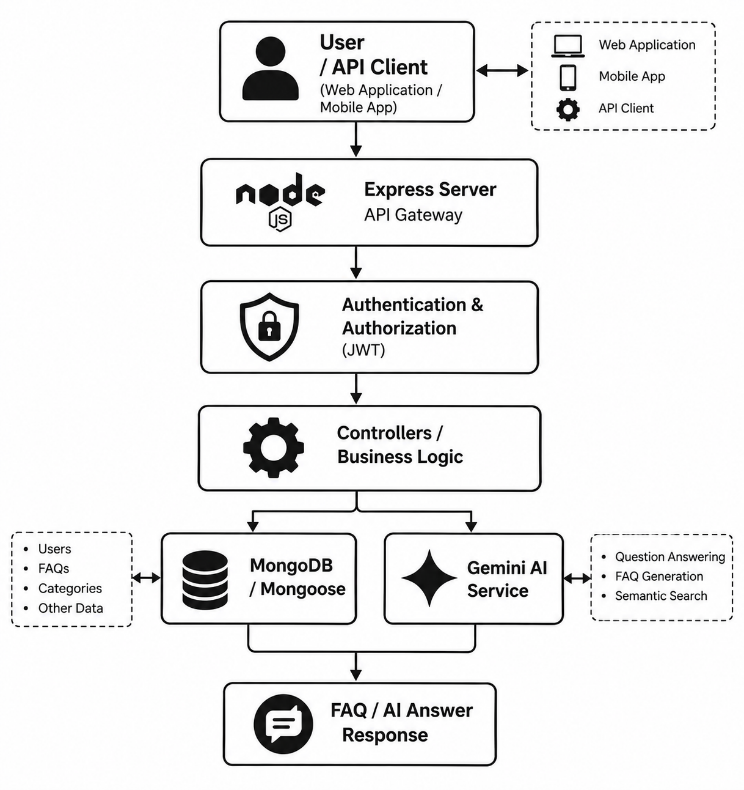 User
/ API Client
(Web Application /
Mobile App)
Web Application
Mobile App
API Client
node
JS
Express Server
API Gateway
Authentication &
Authorization
(JWT)
Controllers /
Business Logic
• Users
• FAQs
• Categories
• Other Data
MongoDB
/ Mongoose
Gemini AI
Service
• Question Answering
• FAQ Generation
• Semantic Search
FAQ / AI Answer
Response